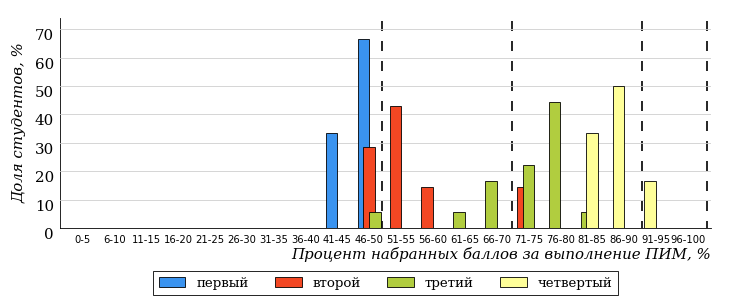 Доля студентов, %
70
60
50
40
30
20
10
0
0-5 6-10 11-15 16-20 21-25 26-30 31-35 36-40 41-45 46-50 51-55 56-60 61-65 66-70 71-75 76-80 81-85 86-90 91-95 96-100
Процент набранных баллов за выполнение ПИМ, %
первый второй третий четвертый